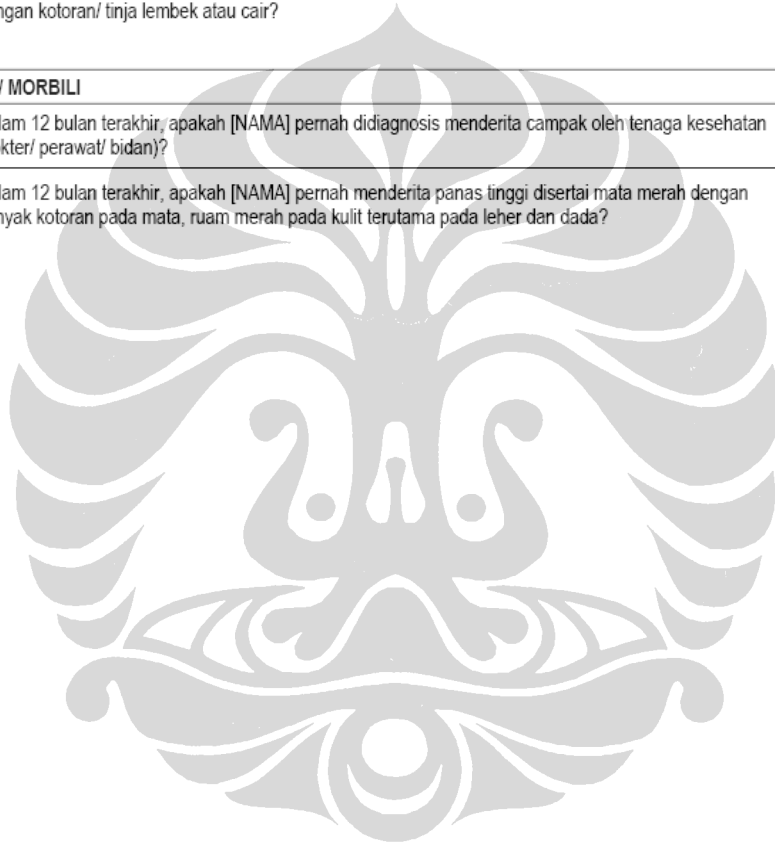 ngan kotoran/ tinja lembek atau cair?
/ MORBILI
lam 12 bulan terakhir, apakah [NAMA] pernah didiagnosis menderita campak oleh tenaga kesehatan
kter/ perawat/ bidan)?
lam 12 bulan terakhir, apakah [NAMA] pernah menderita panas tinggi disertai mata merah dengan
nyak kotoran pada mata, ruam merah pada kulit terutama pada leher dan dada?